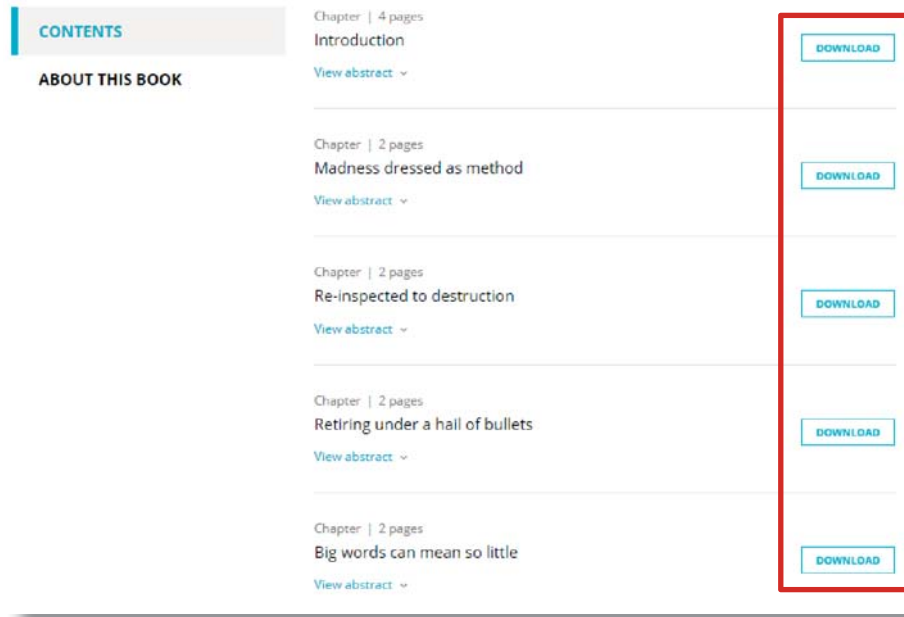 CONTENTS
ABOUT THIS BOOK
Chapter | 4 pages
Introduction
View abstract
DOWNLOAD
Chapter | 2 pages
Madness dressed as method
View abstract
DOWNLOAD
Chapter | 2 pages
Re-inspected to destruction
View abstract
DOWNLOAD
Chapter | 2 pages
Retiring under a hail of bullets
View abstract
DOWNLOAD
Chapter | 2 pages
Big words can mean so little
View abstract
DOWNLOAD